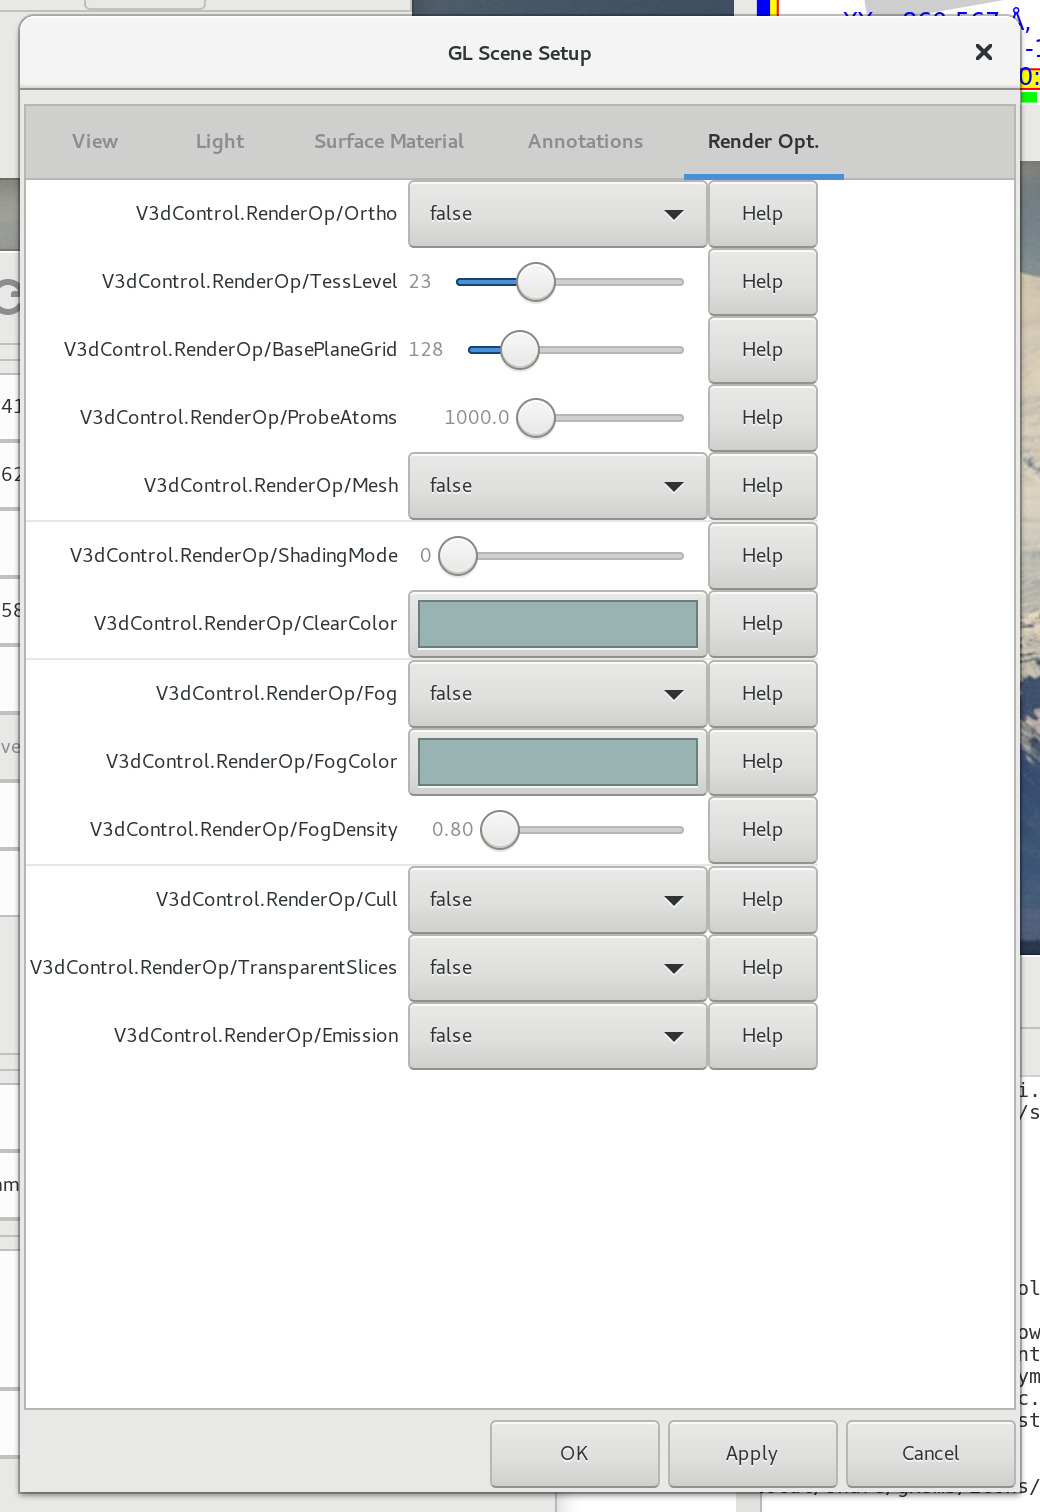 GL Scene Setup
View Light Surface Material Annotations Render Opt.
V3dControl.RenderOp/Ortho false Help
V3dControl.RenderOp/TessLevel 23 Help
V3dControl.RenderOp/BasePlaneGrid 128 Help
V3dControl.RenderOp/ProbeAtoms 1000.0 Help
V3dControl.RenderOp/Mesh false Help
V3dControl.RenderOp/ShadingMode 0 Help
V3dControl.RenderOp/ClearColor Help
V3dControl.RenderOp/Fog false Help
V3dControl.RenderOp/FogColor Help
V3dControl.RenderOp/FogDensity 0.80 Help
V3dControl.RenderOp/Cull false Help
V3dControl.RenderOp/TransparentSlices false Help
V3dControl.RenderOp/Emission false Help
OK Apply Cancel